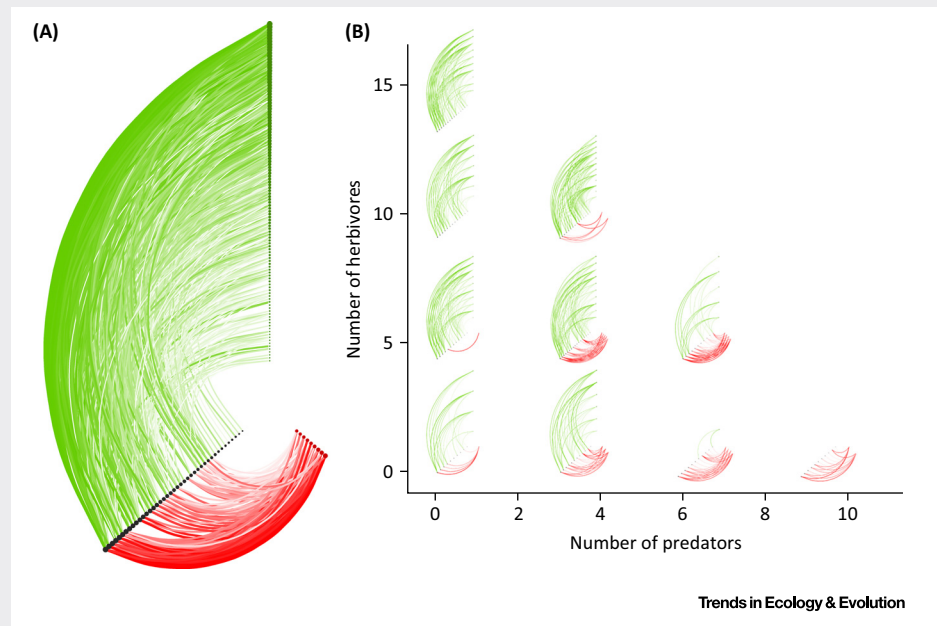 (A)
(B)
15
10
5
0
Number of herbivores
0 2 4 6 8 10
Number of predators
Trends in Ecology & Evolution